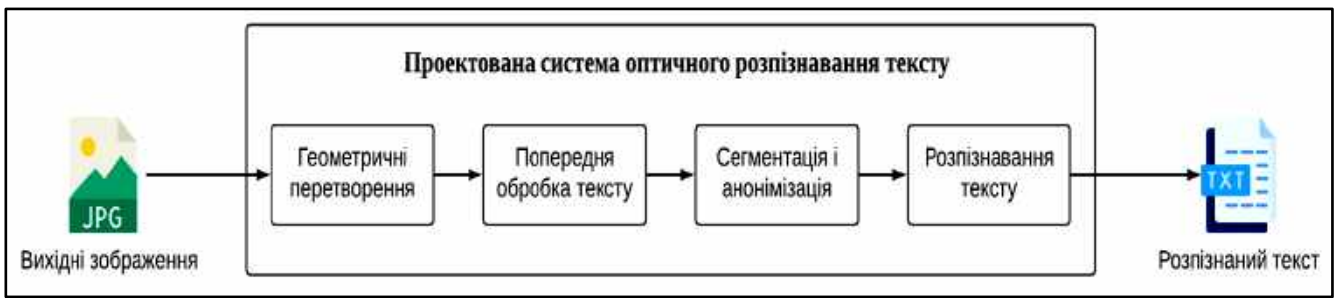 Проектована система оптичного розпізнавання тексту
JPG
Вихідні зображення
Геометричні
перетворення
Попередня
обробка тексту
Сегментація і
анонімізація
Розпізнавання
тексту
TXT
Розпізнаний текст